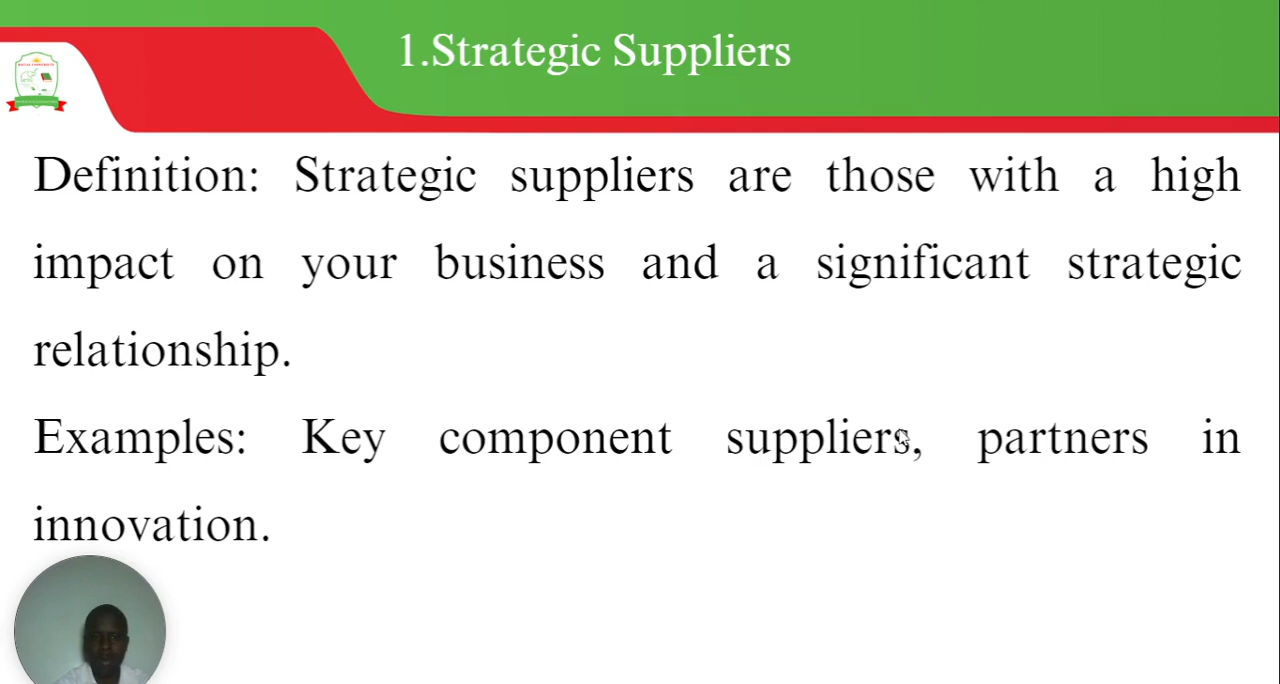 1.Strategic Suppliers
Definition: Strategic suppliers are those with a high
impact on your business and a significant strategic
relationship.
Examples: Key component suppliers, partners in
innovation.